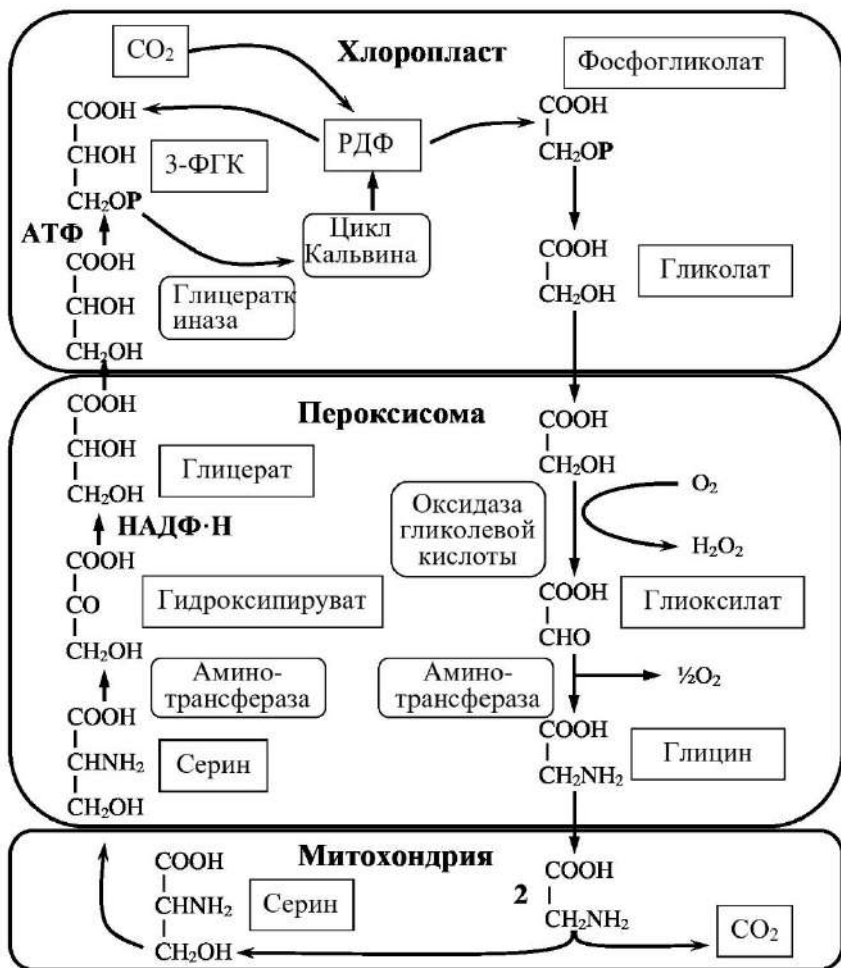 CO₂
Хлоропласт
Фосфогликолат
COOH
CHOH
CH₂OP
3-ФГК
РДФ
COOH
CH₂OP
АТФ
Цикл
Кальвина
COOH
CHOH
CH₂OH
Глицератк
иназа
COOH
CH₂OH
Гликолат
Пероксисома
COOH
CHOH
CH₂OH
Глицерат
COOH
CH₂OH
Оксидаза
гликолевой
кислоты
O₂
H₂O₂
НАДФ·Н
COOH
CO
CH₂OH
Гидроксипируват
COOH
CHO
Глиоксилат
Амино-
трансфераза
Амино-
трансфераза
½O₂
COOH
CHNH₂
CH₂OH
Серин
COOH
CH₂NH₂
Глицин
Митохондрия
COOH
CHNH₂
CH₂OH
Серин
2
COOH
CH₂NH₂
CO₂